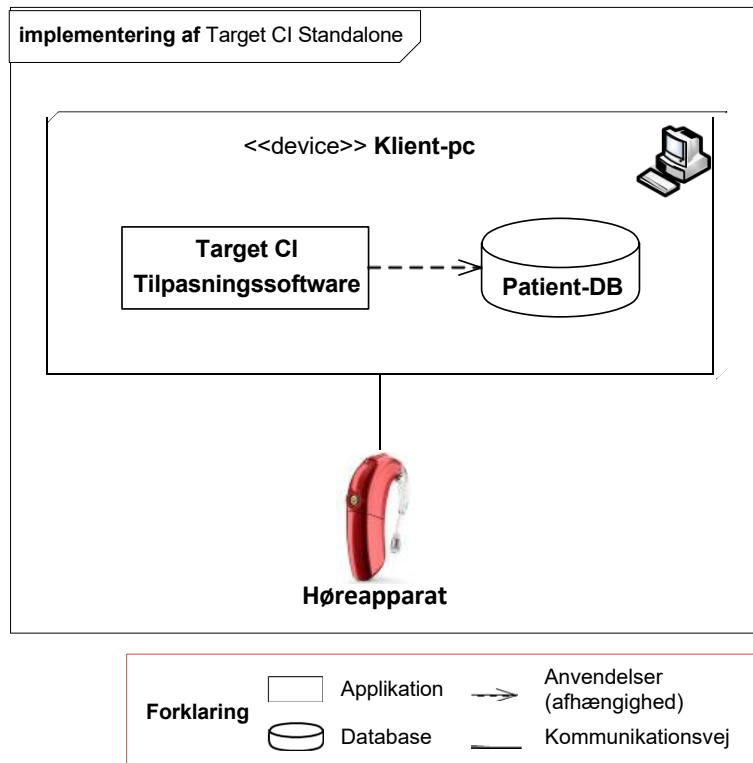 implementering af Target CI Standalone
<<device>> Klient-pc
Target CI
Tilpasningssoftware
Patient-DB
Høreapparat
Forklaring
Applikation
Anvendelser
(afhængighed)
Database
Kommunikationsvej